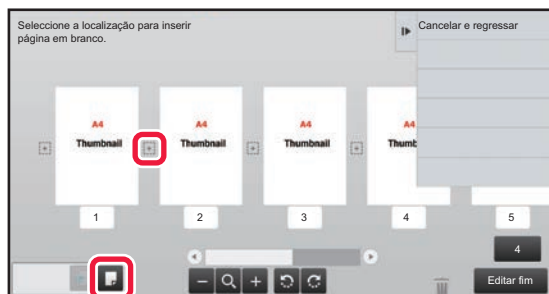 Seleccione a localização para inserir
página em branco.
Cancelar e regressar
A4
Thumbnail
A4
Thumbnail
A4
Thumbnail
A4
Thumb
1
2
3
4
5
4
Editar fim